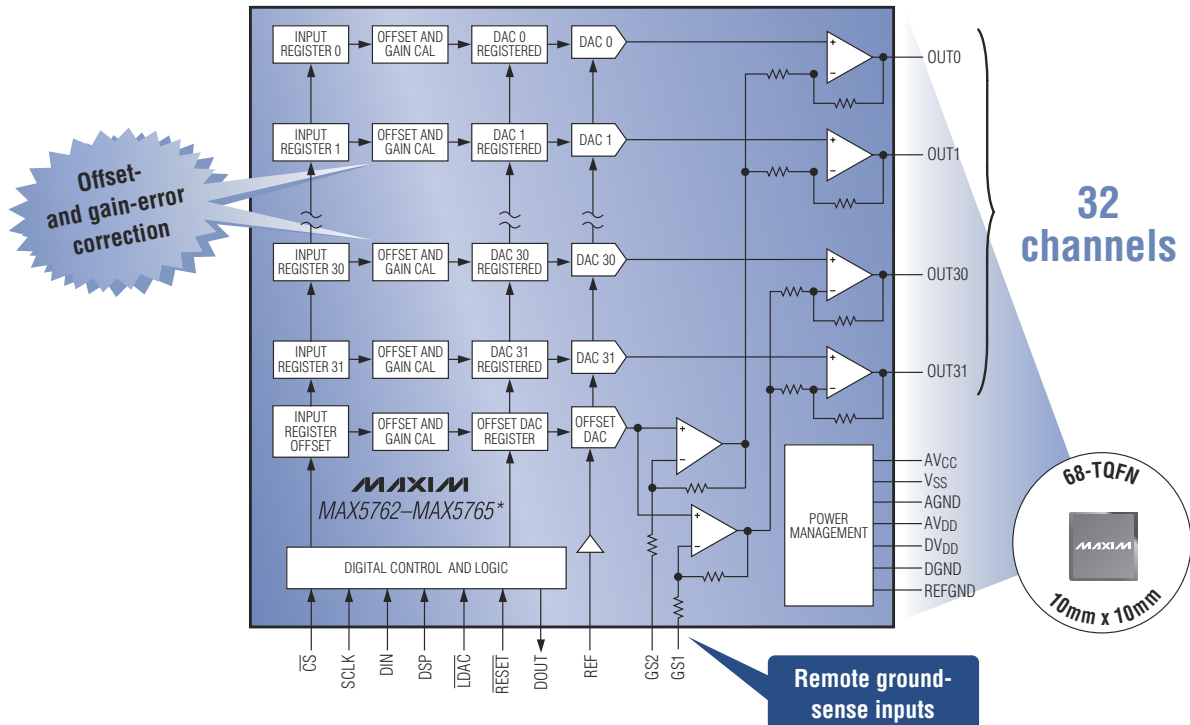 INPUT
REGISTER 0
OFFSET AND
GAIN CAL
DAC 0
REGISTERED
DAC 0
+
−
OUT0
INPUT
REGISTER 1
OFFSET AND
GAIN CAL
DAC 1
REGISTERED
DAC 1
+
−
OUT1
Offset-
and gain-error
correction
32
channels
INPUT
REGISTER 30
OFFSET AND
GAIN CAL
DAC 30
REGISTERED
DAC 30
+
−
OUT30
INPUT
REGISTER 31
OFFSET AND
GAIN CAL
DAC 31
REGISTERED
DAC 31
+
−
OUT31
INPUT
REGISTER
OFFSET
OFFSET AND
GAIN CAL
OFFSET DAC
REGISTER
OFFSET
DAC
+
−
+
−
MAXIM
MAX5762–MAX5765*
DIGITAL CONTROL AND LOGIC
POWER
MANAGEMENT
AVCC
VSS
AGND
AVDD
DVDD
DGND
REFGND
68-TQFN
MAXIM
10mm x 10mm
CS
SCLK
DIN
DSP
LDAC
RESET
DOUT
REF
GS2
GS1
Remote ground-
sense inputs